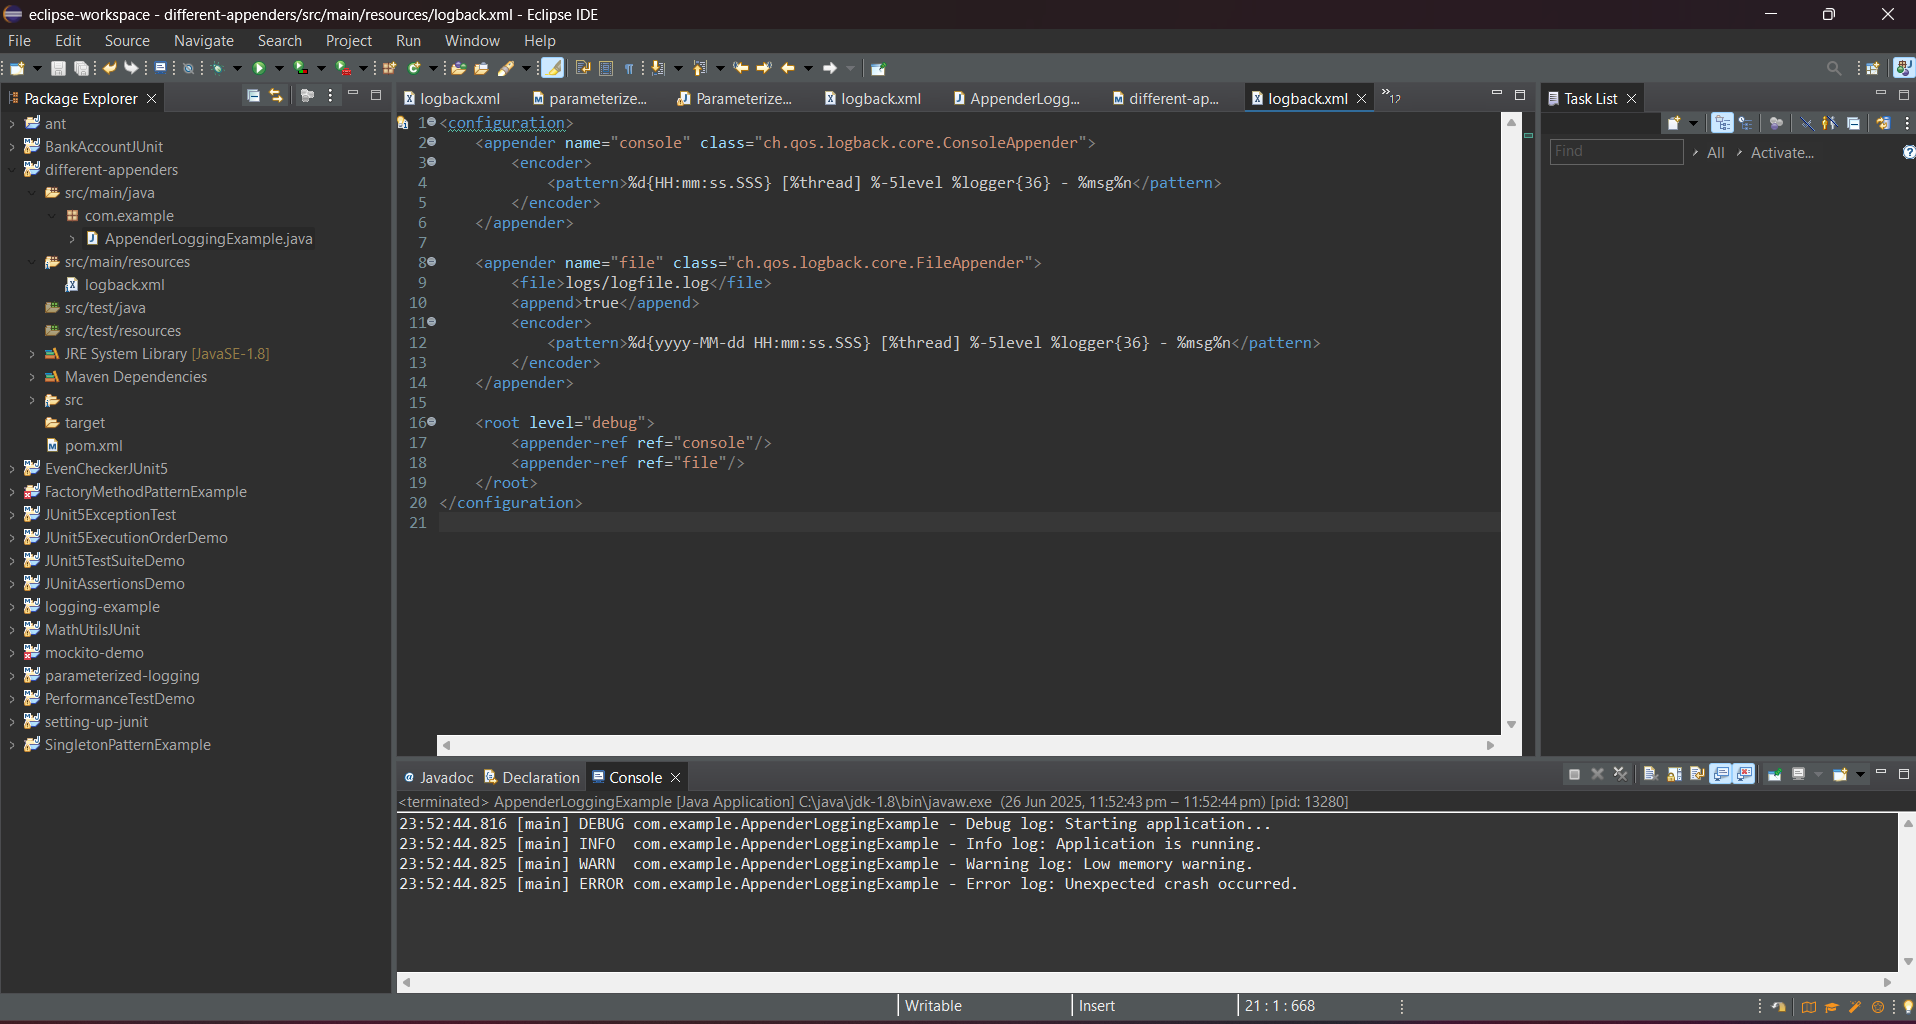 eclipse-workspace - different-appenders/src/main/resources/logback.xml - Eclipse IDE
File Edit Source Navigate Search Project Run Window Help
Package Explorer
ant
BankAccountJUnit
different-appenders
src/main/java
com.example
AppenderLoggingExample.java
src/main/resources
logback.xml
src/test/java
src/test/resources
JRE System Library [JavaSE-1.8]
Maven Dependencies
src
target
pom.xml
EvenCheckerJUnit5
FactoryMethodPatternExample
JUnit5ExceptionTest
JUnit5ExecutionOrderDemo
JUnit5TestSuiteDemo
JUnitAssertionsDemo
logging-example
MathUtilsJUnit
mockito-demo
parameterized-logging
PerformanceTestDemo
setting-up-junit
SingletonPatternExample
logback.xml parameterize... Parameterize... logback.xml AppenderLogg... different-ap... logback.xml »12
1 <configuration>
2 <appender name="console" class="ch.qos.logback.core.ConsoleAppender">
3 <encoder>
4 <pattern>%d{HH:mm:ss.SSS} [%thread] %-5level %logger{36} - %msg%n</pattern>
5 </encoder>
6 </appender>
7
8 <appender name="file" class="ch.qos.logback.core.FileAppender">
9 <file>logs/logfile.log</file>
10 <append>true</append>
11 <encoder>
12 <pattern>%d{yyyy-MM-dd HH:mm:ss.SSS} [%thread] %-5level %logger{36} - %msg%n</pattern>
13 </encoder>
14 </appender>
15
16 <root level="debug">
17 <appender-ref ref="console"/>
18 <appender-ref ref="file"/>
19 </root>
20 </configuration>
21
Task List
Find All Activate...
Javadoc Declaration Console
<terminated> AppenderLoggingExample [Java Application] C:\java\jdk-1.8\bin\javaw.exe (26 Jun 2025, 11:52:43 pm – 11:52:44 pm) [pid: 13280]
23:52:44.816 [main] DEBUG com.example.AppenderLoggingExample - Debug log: Starting application...
23:52:44.825 [main] INFO  com.example.AppenderLoggingExample - Info log: Application is running.
23:52:44.825 [main] WARN  com.example.AppenderLoggingExample - Warning log: Low memory warning.
23:52:44.825 [main] ERROR com.example.AppenderLoggingExample - Error log: Unexpected crash occurred.
Writable Insert 21 : 1 : 668